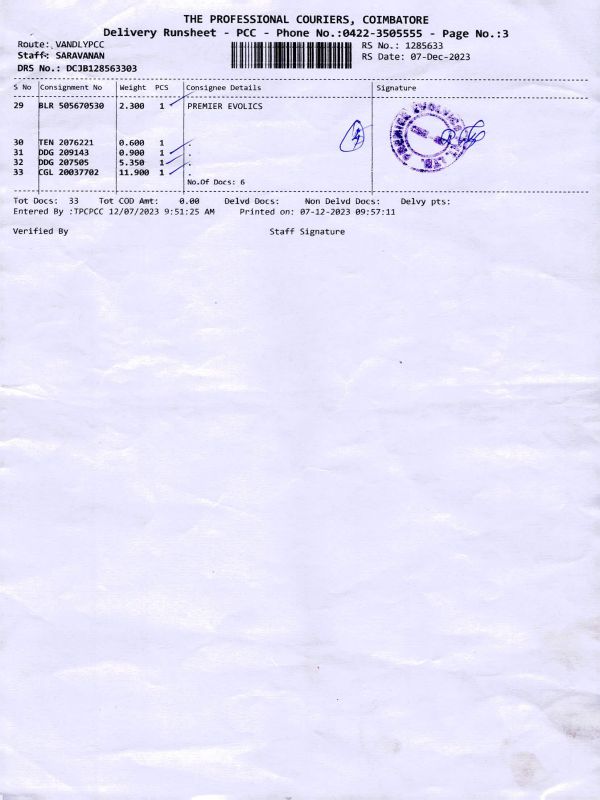 THE PROFESSIONAL COURIERS, COIMBATORE
Delivery Runsheet - PCC - Phone No.:0422-3505555 - Page No.:3
Route: VANDLYPCC RS No.: 1285633
Staff: SARAVANAN RS Date: 07-Dec-2023
DRS No.: DCJB128563303
S No Consignment No Weight PCS Consignee Details Signature
29 BLR 505670530 2.300 1 PREMIER EVOLICS
PREMIER EVOLVICS P LTD.
30 TEN 2076221 0.600 1 .
31 DDG 209143 0.900 1 .
32 DDG 207505 5.350 1 .
33 CGL 20037702 11.900 1 .
No.Of Docs: 6
Tot Docs: 33 Tot COD Amt: 0.00 Delvd Docs: Non Delvd Docs: Delvy pts:
Entered By :TPCPCC 12/07/2023 9:51:25 AM Printed on: 07-12-2023 09:57:11
Verified By Staff Signature